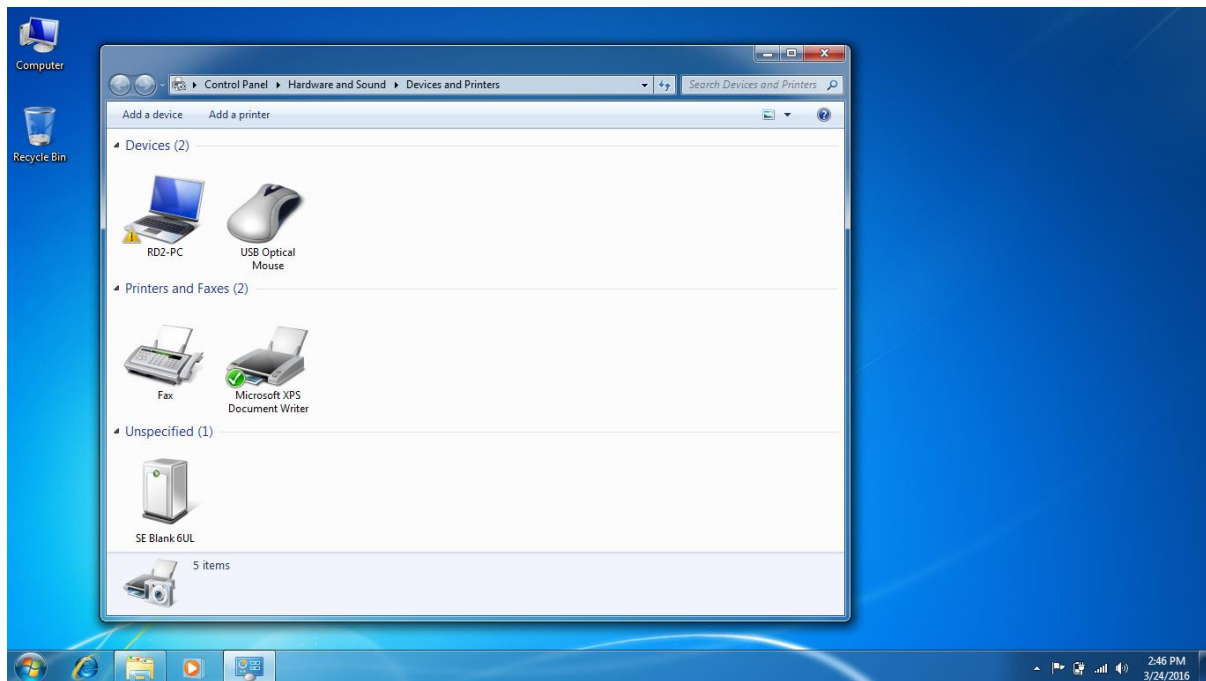 Computer
Recycle Bin
Control Panel Hardware and Sound Devices and Printers
Search Devices and Printers
Add a device Add a printer
Devices (2)
RD2-PC
USB Optical
Mouse
Printers and Faxes (2)
Fax
Microsoft XPS
Document Writer
Unspecified (1)
SE Blank 6UL
5 items
2:46 PM
3/24/2016